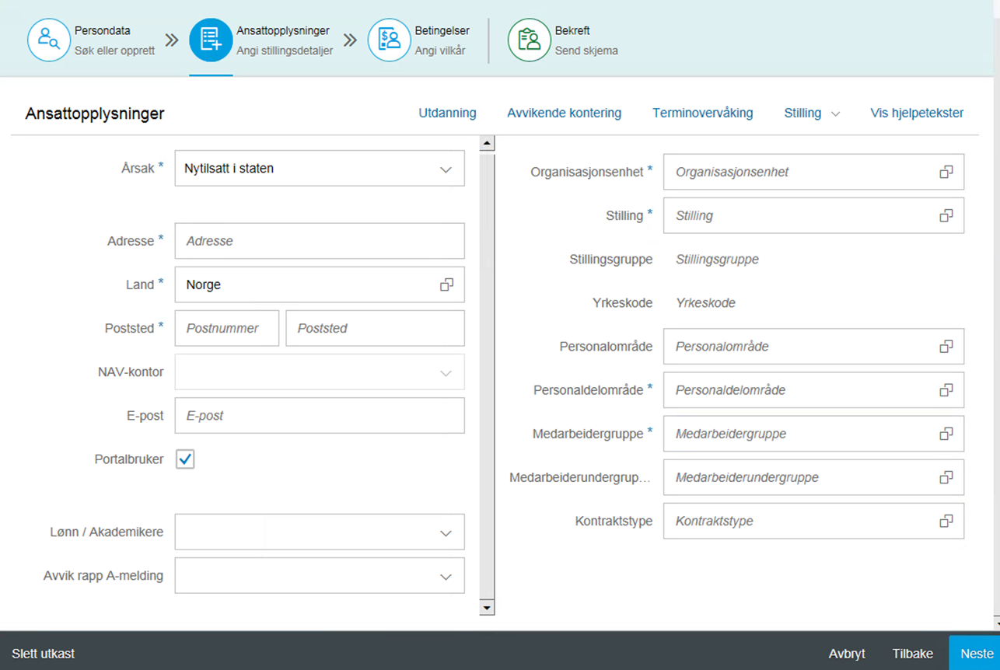 Persondata
Søk eller opprett
Ansattopplysninger
Angi stillingsdetaljer
Betingelser
Angi vilkår
Bekreft
Send skjema
Ansattopplysninger
Utdanning
Avvikende kontering
Terminovervåking
Stilling
Vis hjelpetekster
Årsak * Nytilsatt i staten
Adresse * Adresse
Land * Norge
Poststed * Postnummer Poststed
NAV-kontor
E-post E-post
Portalbruker
Lønn / Akademikere
Avvik rapp A-melding
Organisasjonsenhet * Organisasjonsenhet
Stilling * Stilling
Stillingsgruppe Stillingsgruppe
Yrkeskode Yrkeskode
Personalområde Personalområde
Personaldelområde * Personaldelområde
Medarbeidergruppe * Medarbeidergruppe
Medarbeiderundergrup... Medarbeiderundergruppe
Kontraktstype Kontraktstype
Slett utkast
Avbryt
Tilbake
Neste